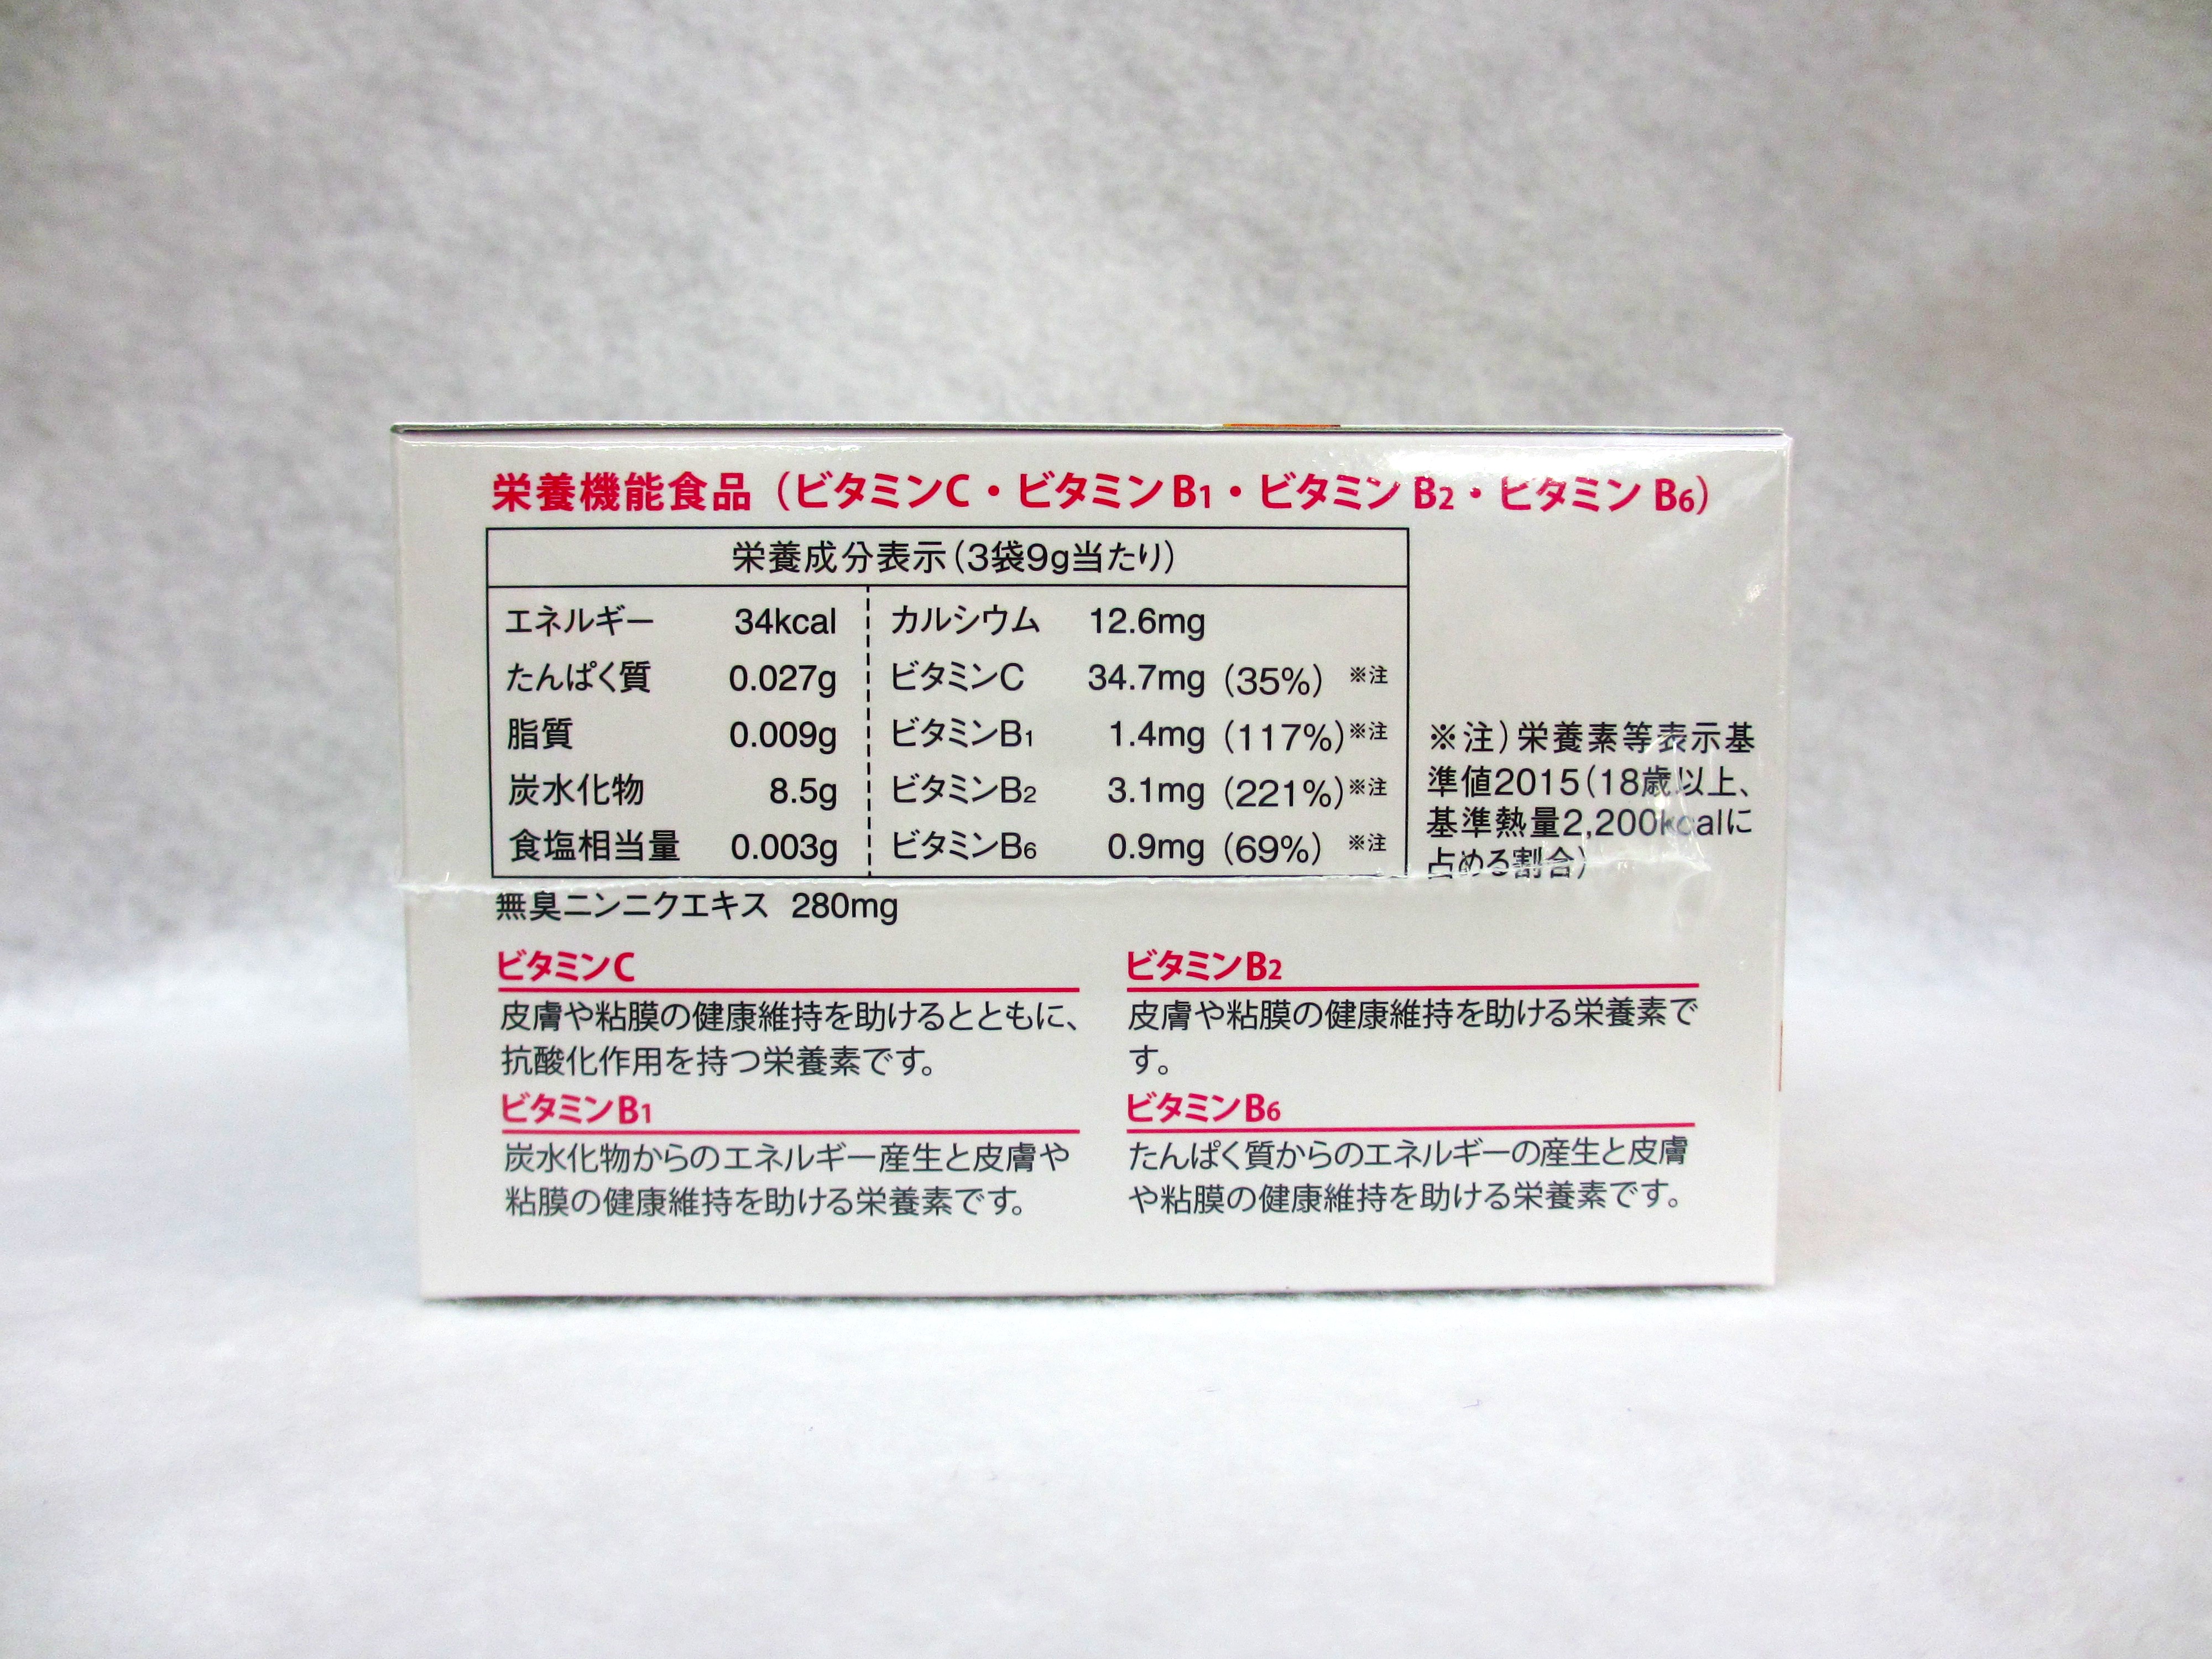 栄養機能食品（ビタミンC・ビタミンB1・ビタミンB2・ビタミンB6）
栄養成分表示（3袋9g当たり）
エネルギー 34kcal カルシウム 12.6mg
たんぱく質 0.027g ビタミンC 34.7mg（35%）※注
脂質 0.009g ビタミンB1 1.4mg（117%）※注
炭水化物 8.5g ビタミンB2 3.1mg（221%）※注
食塩相当量 0.003g ビタミンB6 0.9mg（69%）※注
※注）栄養素等表示基
準値2015（18歳以上、
基準熱量2,200kcalに
占める割合）
無臭ニンニクエキス 280mg
ビタミンC
皮膚や粘膜の健康維持を助けるとともに、
抗酸化作用を持つ栄養素です。
ビタミンB1
炭水化物からのエネルギー産生と皮膚や
粘膜の健康維持を助ける栄養素です。
ビタミンB2
皮膚や粘膜の健康維持を助ける栄養素で
す。
ビタミンB6
たんぱく質からのエネルギーの産生と皮膚
や粘膜の健康維持を助ける栄養素です。